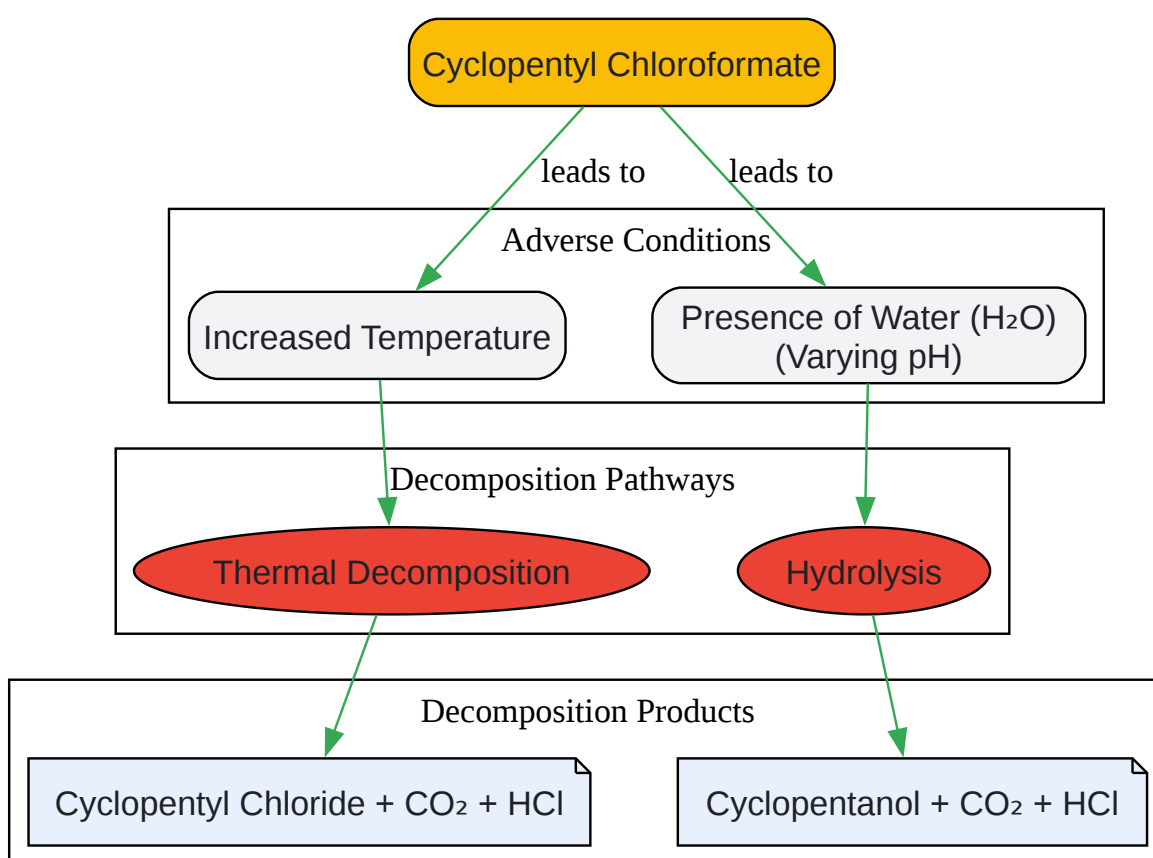 Cyclopentyl Chloroformate
leads to
leads to
Adverse Conditions
Increased Temperature
Presence of Water (H₂O)
(Varying pH)
Decomposition Pathways
Thermal Decomposition
Hydrolysis
Decomposition Products
Cyclopentyl Chloride + CO₂ + HCl
Cyclopentanol + CO₂ + HCl